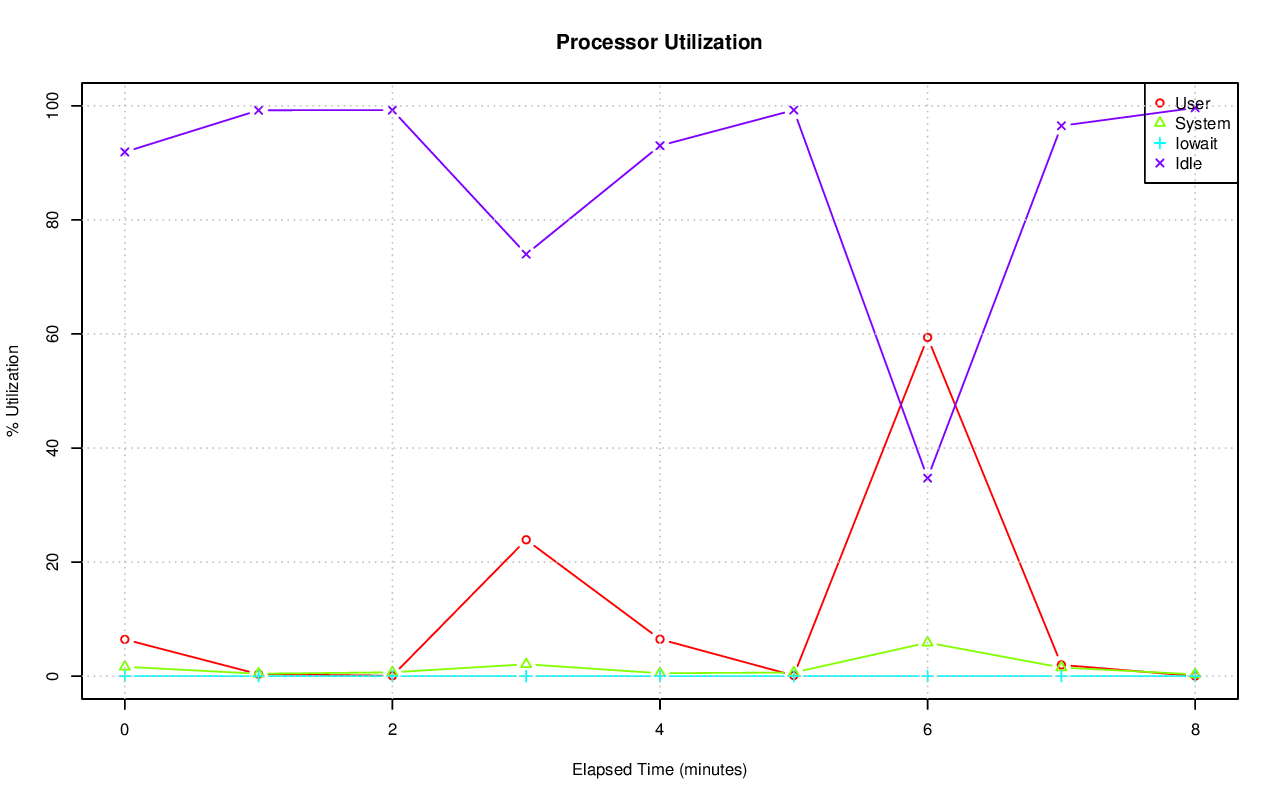 Processor Utilization
User
System
Iowait
Idle
100
80
60
40
20
0
% Utilization
0 2 4 6 8
Elapsed Time (minutes)